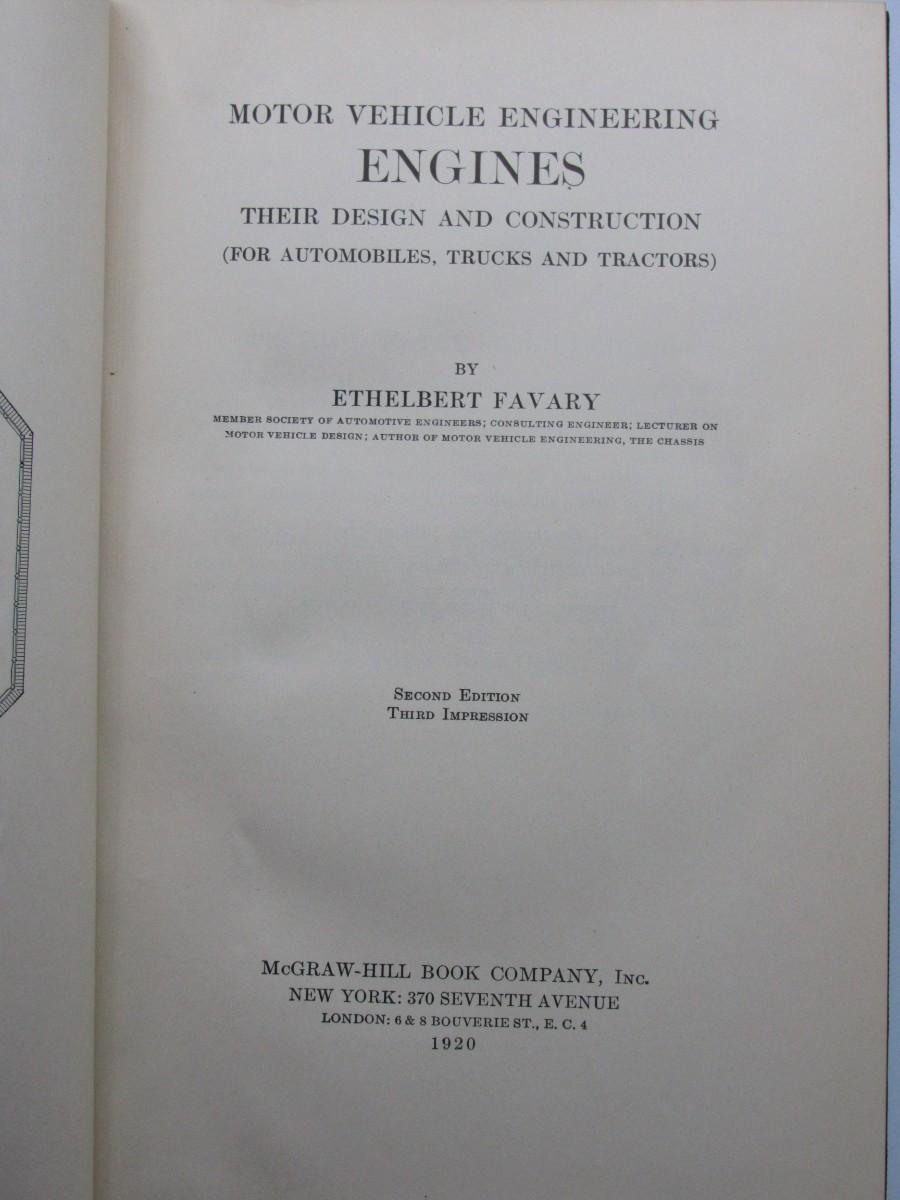 MOTOR VEHICLE ENGINEERING
ENGINES
THEIR DESIGN AND CONSTRUCTION
(FOR AUTOMOBILES, TRUCKS AND TRACTORS)
BY
ETHELBERT FAVARY
MEMBER SOCIETY OF AUTOMOTIVE ENGINEERS; CONSULTING ENGINEER; LECTURER ON
MOTOR VEHICLE DESIGN; AUTHOR OF MOTOR VEHICLE ENGINEERING, THE CHASSIS
SECOND EDITION
THIRD IMPRESSION
McGRAW-HILL BOOK COMPANY, INC.
NEW YORK: 370 SEVENTH AVENUE
LONDON: 6 & 8 BOUVERIE ST., E. C. 4
1920